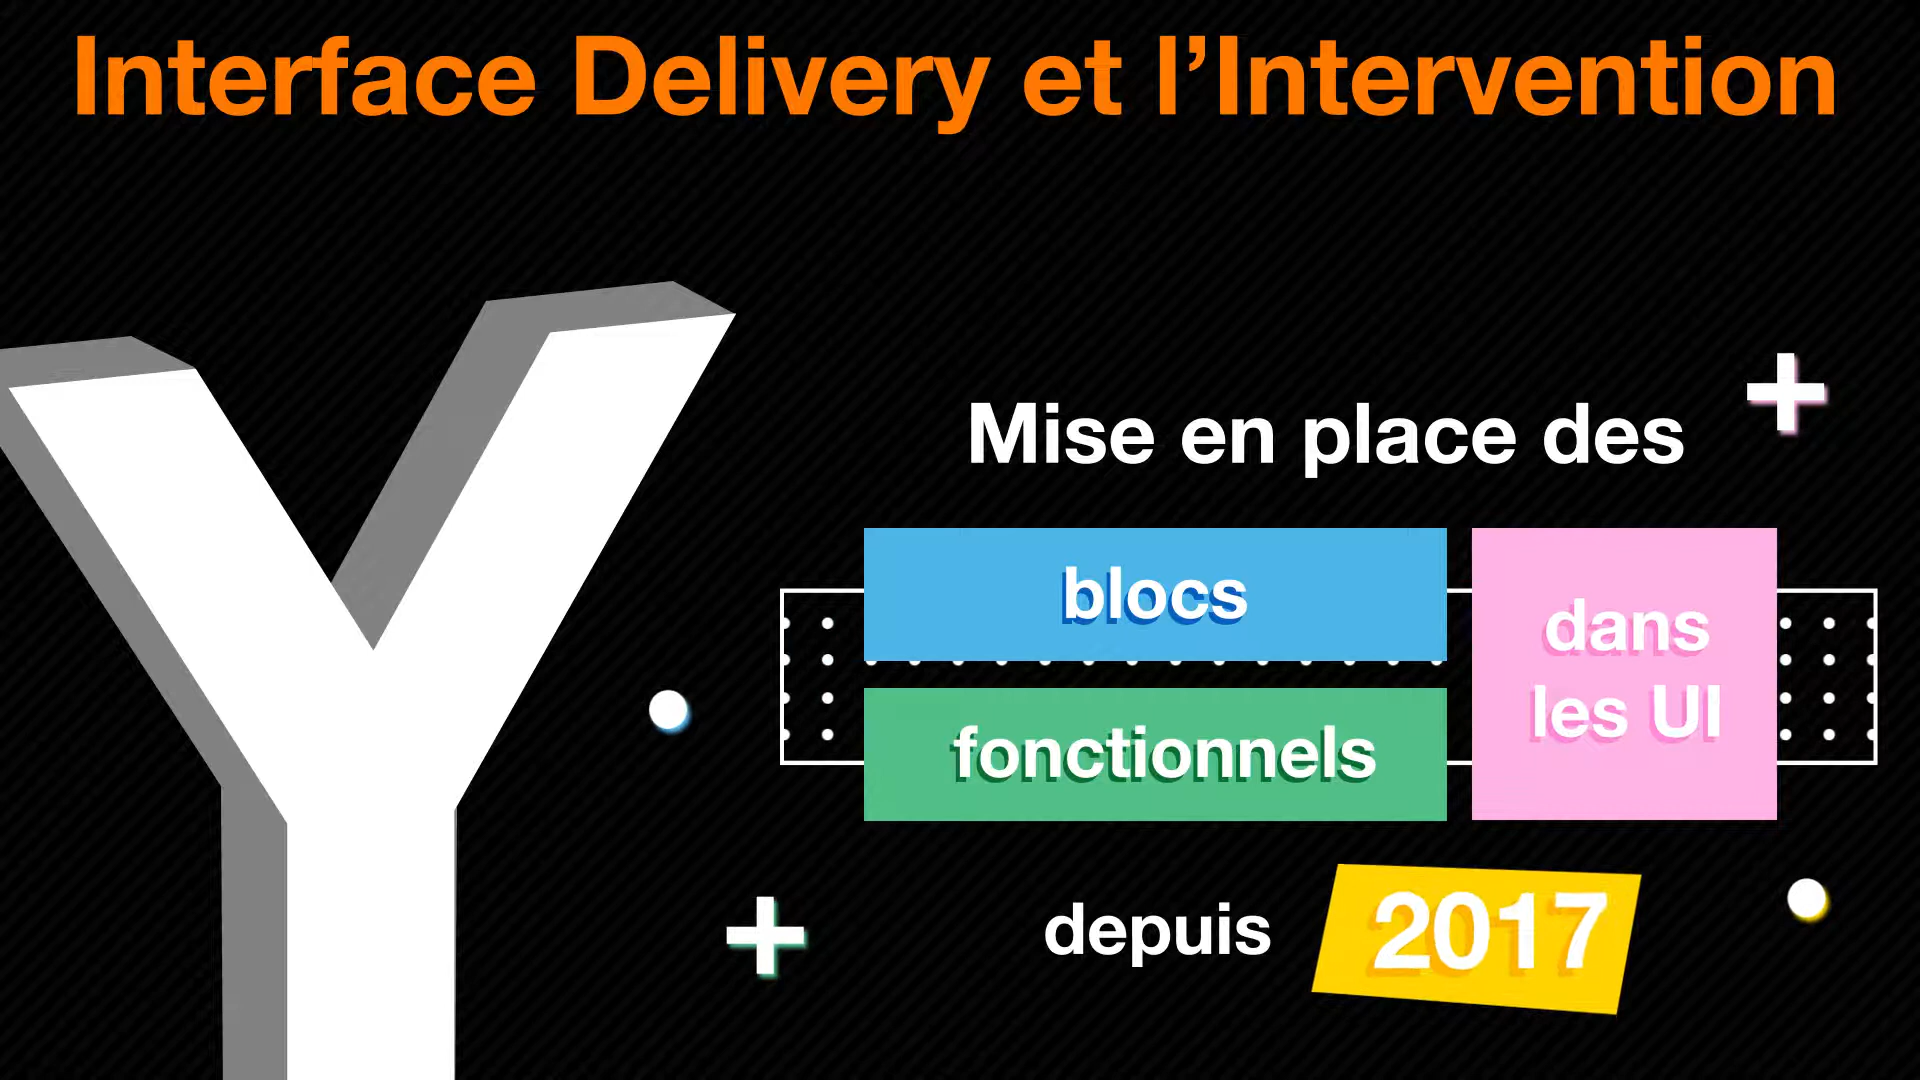 Interface Delivery et l’Intervention
Y
Mise en place des
blocs
fonctionnels
dans
les UI
depuis 2017